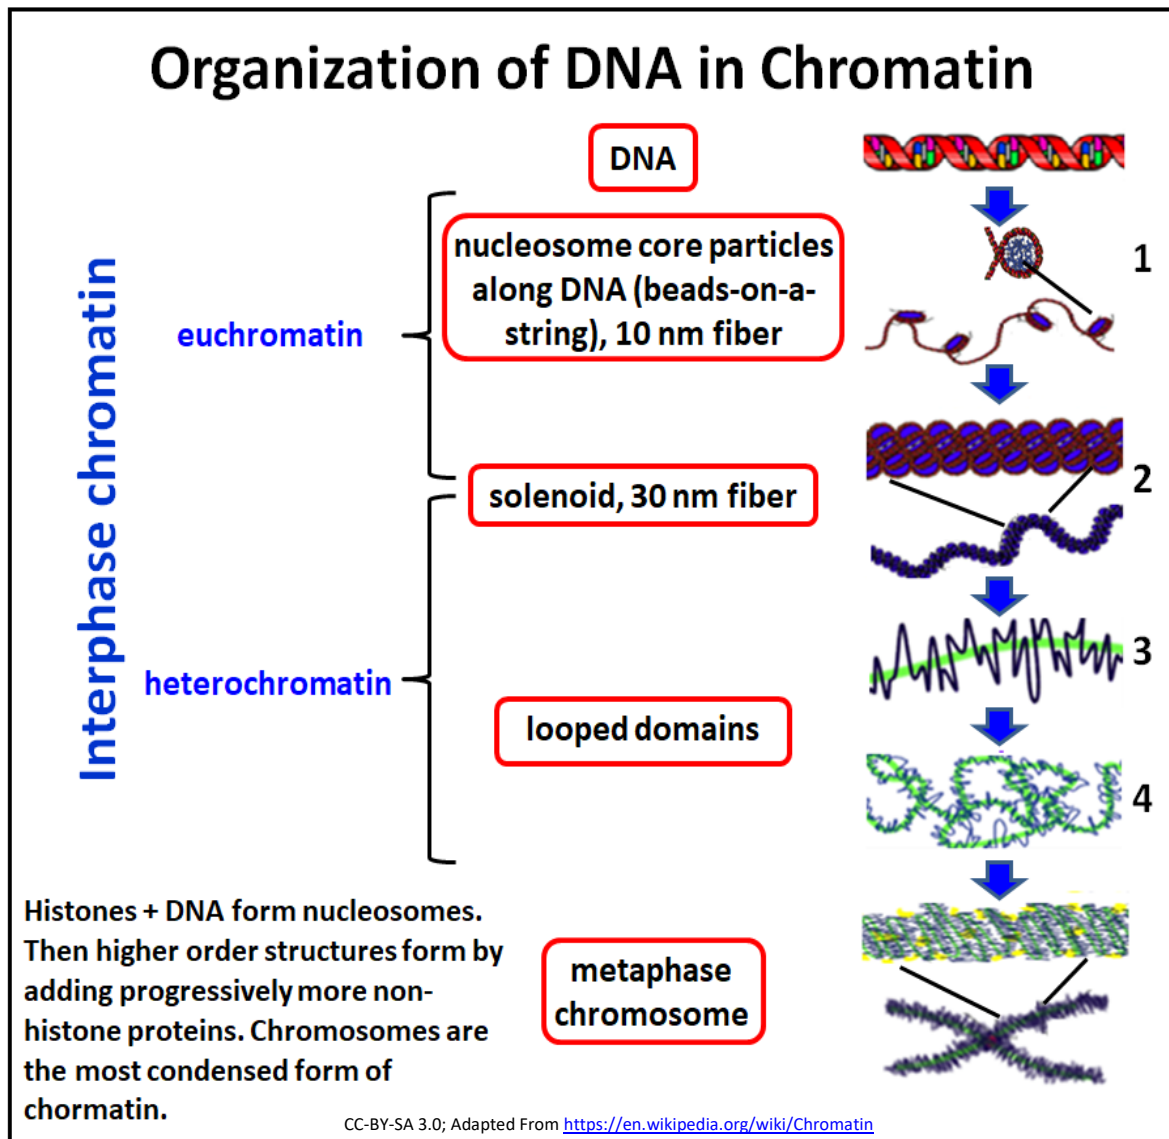 Organization of DNA in Chromatin
DNA
nucleosome core particles
along DNA (beads-on-a-
string), 10 nm fiber
1
euchromatin
Interphase chromatin
solenoid, 30 nm fiber
2
3
heterochromatin
looped domains
4
Histones + DNA form nucleosomes.
Then higher order structures form by
adding progressively more non-
histone proteins. Chromosomes are
the most condensed form of
chormatin.
metaphase
chromosome
CC-BY-SA 3.0; Adapted From https://en.wikipedia.org/wiki/Chromatin